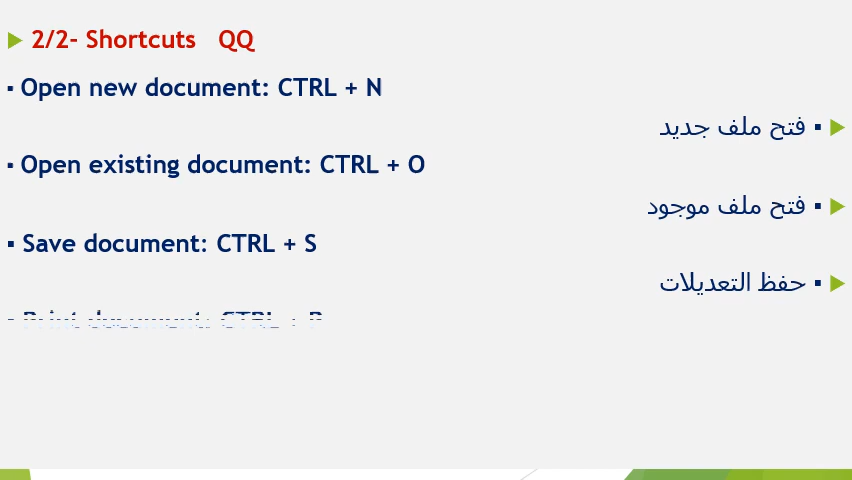 2/2- Shortcuts QQ
▪ Open new document: CTRL + N
▪ فتح ملف جديد
▪ Open existing document: CTRL + O
▪ فتح ملف موجود
▪ Save document: CTRL + S
▪ حفظ التعديلات